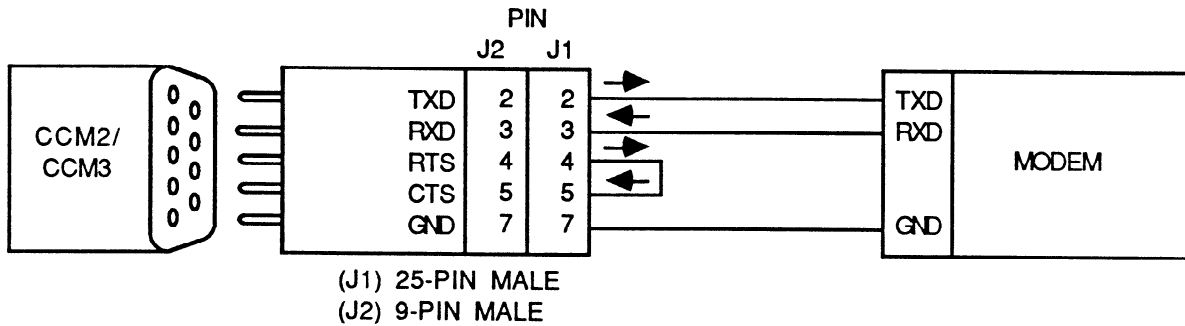 PIN
J2 J1
CCM2/
CCM3
TXD 2 2 TXD
RXD 3 3 RXD
RTS 4 4
CTS 5 5
GND 7 7 GND
MODEM
(J1) 25-PIN MALE
(J2) 9-PIN MALE